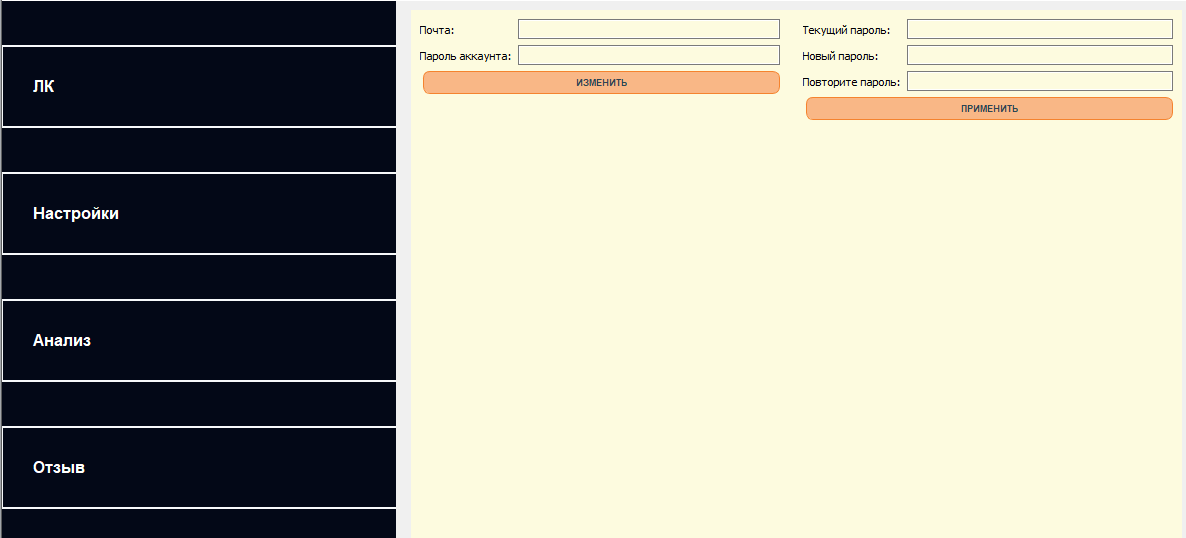 ЛК
Настройки
Анализ
Отзыв
Почта:
Пароль аккаунта:
ИЗМЕНИТЬ
Текущий пароль:
Новый пароль:
Повторите пароль:
ПРИМЕНИТЬ